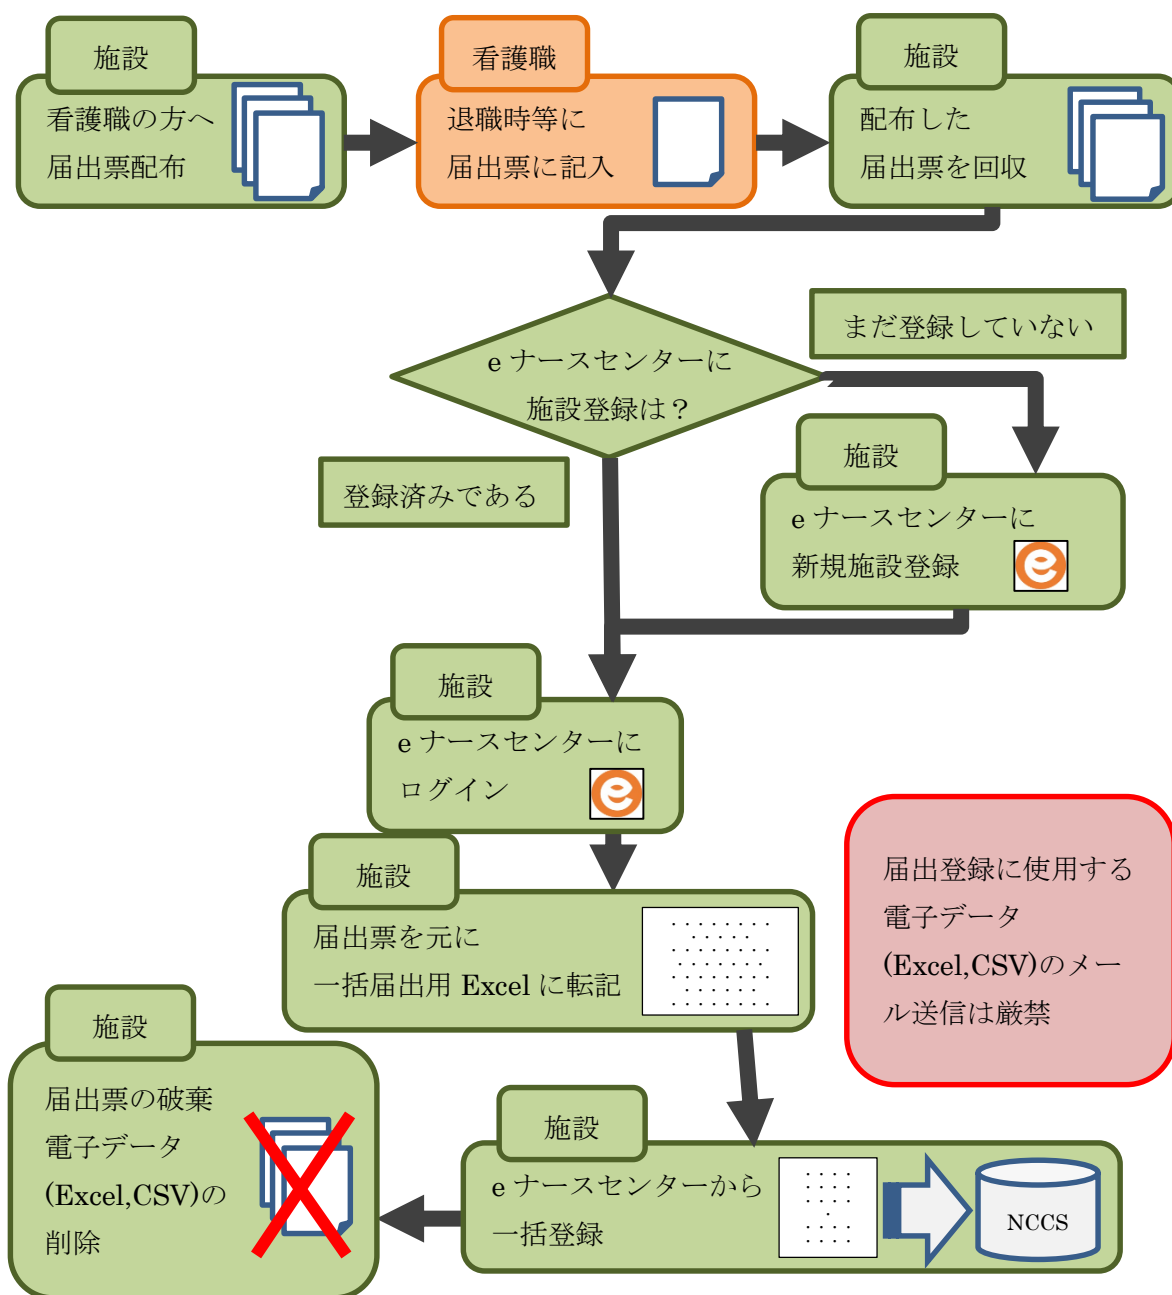 施設
看護職の方へ
届出票配布
看護職
退職時等に
届出票に記入
施設
配布した
届出票を回収
e ナースセンターに
施設登録は？
まだ登録していない
登録済みである
施設
e ナースセンターに
新規施設登録
e
施設
e ナースセンターに
ログイン
e
施設
届出票を元に
一括届出用 Excel に転記
届出登録に使用する
電子データ
(Excel,CSV)のメー
ル送信は厳禁
施設
e ナースセンターから
一括登録
NCCS
施設
届出票の破棄
電子データ
(Excel,CSV)の
削除